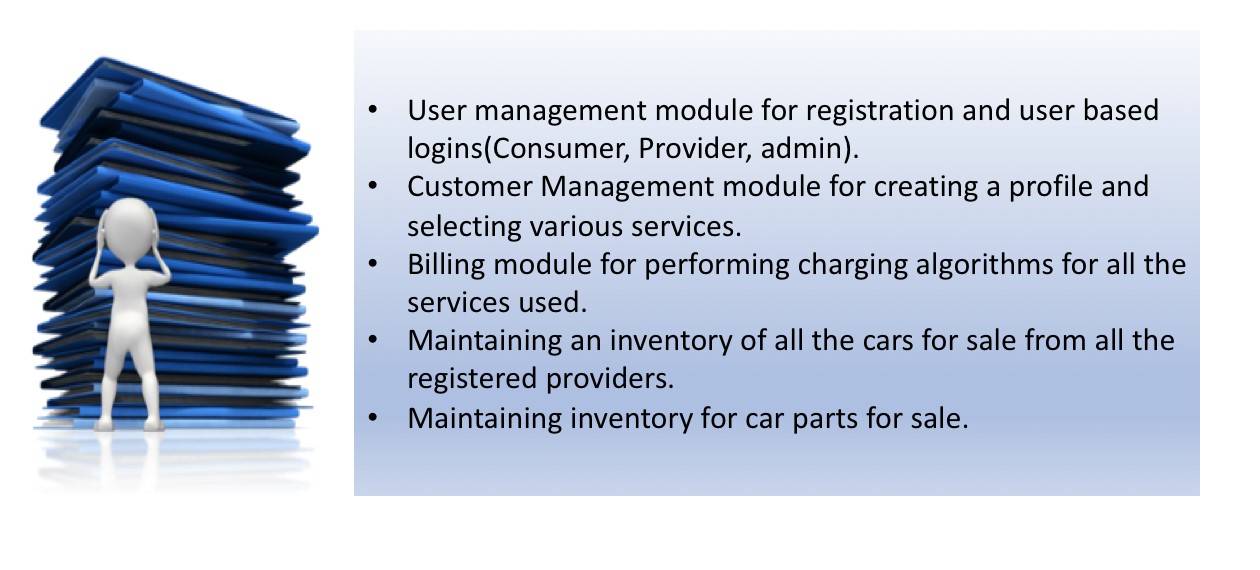 • User management module for registration and user based
logins(Consumer, Provider, admin).
• Customer Management module for creating a profile and
selecting various services.
• Billing module for performing charging algorithms for all the
services used.
• Maintaining an inventory of all the cars for sale from all the
registered providers.
• Maintaining inventory for car parts for sale.